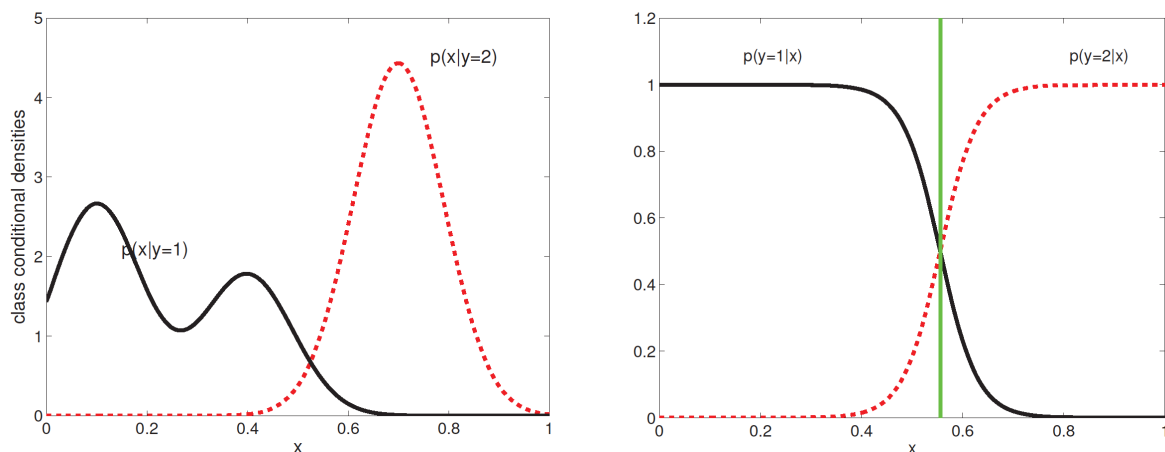 class conditional densities
5
4
3
2
1
0
p(x|y=2)
p(x|y=1)
0 0.2 0.4 0.6 0.8 1
x
1.2
1
0.8
0.6
0.4
0.2
0
p(y=1|x) p(y=2|x)
0 0.2 0.4 0.6 0.8 1
x